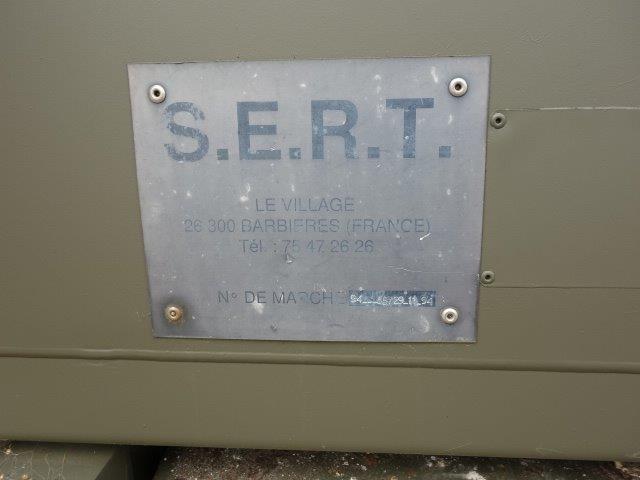 S.E.R.T.
LE VILLAGE
26 300 BARBIERES (FRANCE)
Tél. : 75 47 26 26
N° DE MARCHE